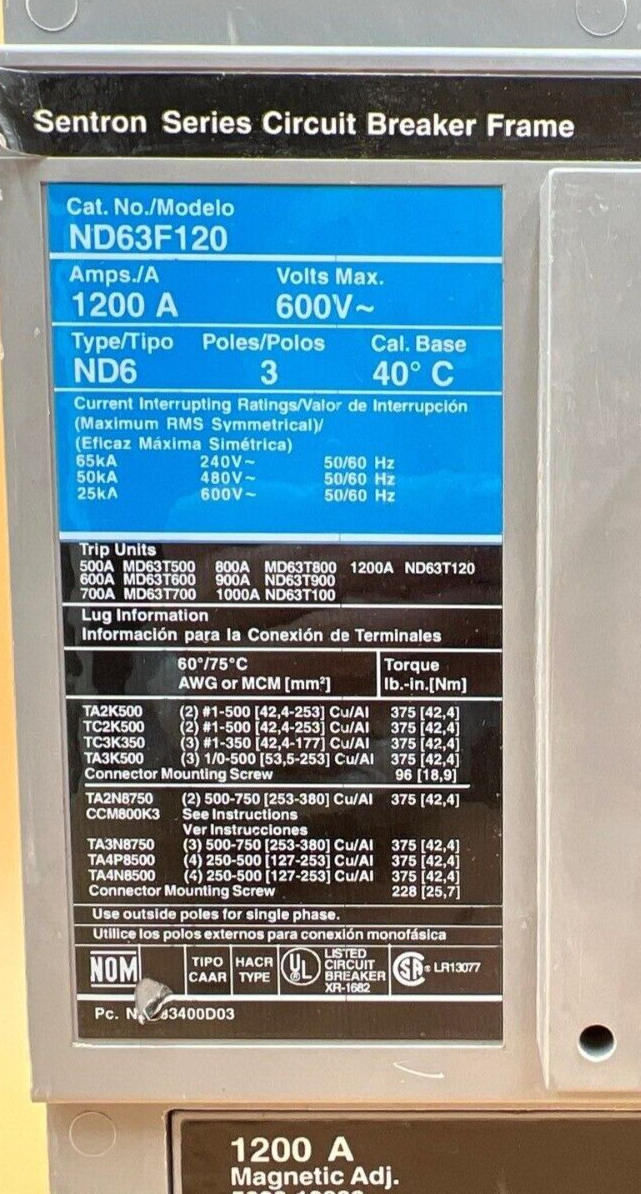 Sentron Series Circuit Breaker Frame
Cat. No./Modelo
ND63F120
Amps./A Volts Max.
1200 A 600V~
Type/Tipo Poles/Polos Cal. Base
ND6 3 40° C
Current Interrupting Ratings/Valor de Interrupción
(Maximum RMS Symmetrical)/
(Eficaz Máxima Simétrica)
65kA 240V~ 50/60 Hz
50kA 480V~ 50/60 Hz
25kA 600V~ 50/60 Hz
Trip Units
500A MD63T500 800A MD63T800 1200A ND63T120
600A MD63T600 900A ND63T900
700A MD63T700 1000A ND63T100
Lug Information
Información para la Conexión de Terminales
60°/75°C Torque
AWG or MCM [mm²] lb.-in.[Nm]
TA2K500 (2) #1-500 [42,4-253] Cu/Al 375 [42,4]
TC2K500 (2) #1-500 [42,4-253] Cu/Al 375 [42,4]
TC3K350 (3) #1-350 [42,4-177] Cu/Al 375 [42,4]
TA3K500 (3) 1/0-500 [53,5-253] Cu/Al 375 [42,4]
Connector Mounting Screw 96 [18,9]
TA2N8750 (2) 500-750 [253-380] Cu/Al 375 [42,4]
CCM800K3 See Instructions
Ver Instrucciones
TA3N8750 (3) 500-750 [253-380] Cu/Al 375 [42,4]
TA4P8500 (4) 250-500 [127-253] Cu/Al 375 [42,4]
TA4N8500 (4) 250-500 [127-253] Cu/Al 375 [42,4]
Connector Mounting Screw 228 [25,7]
Use outside poles for single phase.
Utilice los polos externos para conexión monofásica
NOM TIPO CAAR HACR TYPE UL LISTED CIRCUIT BREAKER XR-1682 SA® LR13077
Pc. 83400D03
1200 A
Magnetic Adj.